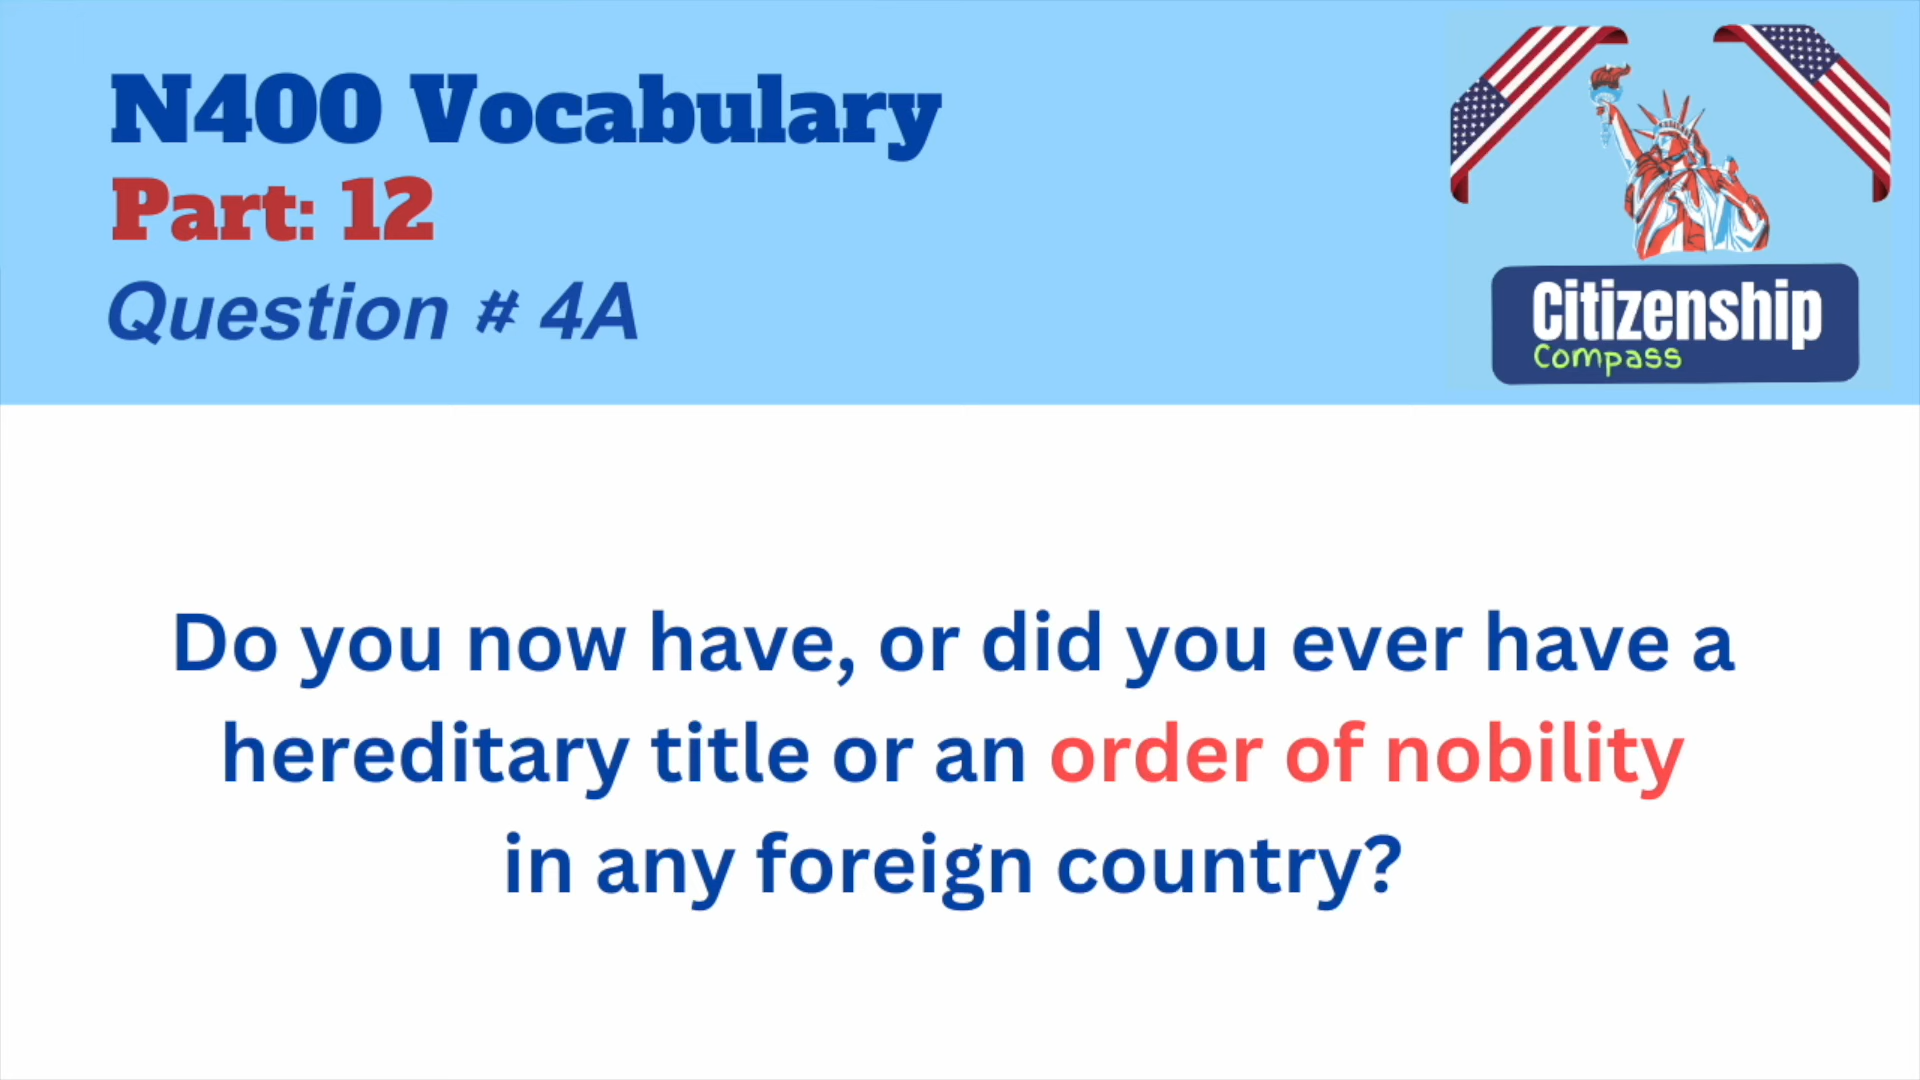 N400 Vocabulary
Part: 12
Question # 4A
Citizenship
Compass
Do you now have, or did you ever have a
hereditary title or an order of nobility
in any foreign country?